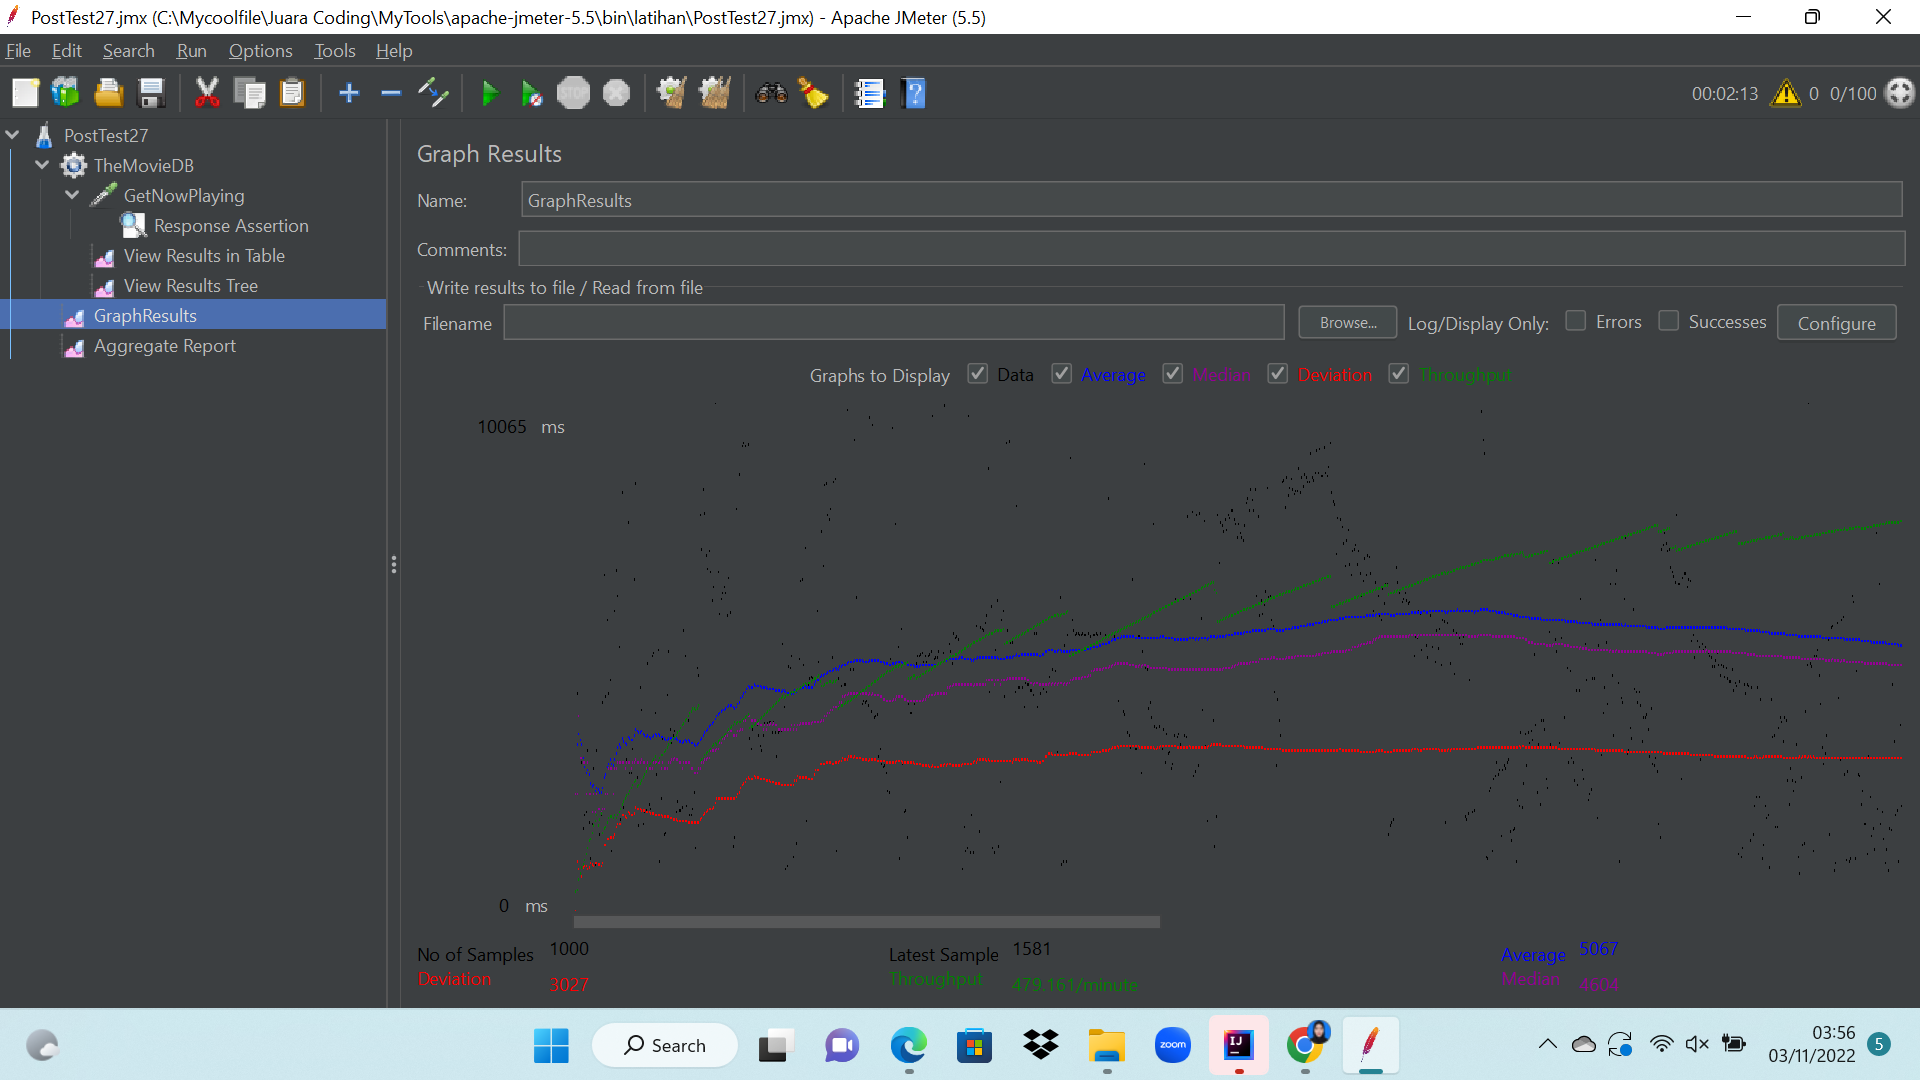 PostTest27.jmx (C:\Mycoolfile\Juara Coding\MyTools\apache-jmeter-5.5\bin\latihan\PostTest27.jmx) - Apache JMeter (5.5)
File Edit Search Run Options Tools Help
STOP
00:02:13 0 0/100
PostTest27
TheMovieDB
GetNowPlaying
Response Assertion
View Results in Table
View Results Tree
GraphResults
Aggregate Report
Graph Results
Name: GraphResults
Comments:
Write results to file / Read from file
Filename Browse... Log/Display Only: Errors Successes Configure
Graphs to Display Data Average Median Deviation Throughput
10065 ms
0 ms
No of Samples 1000 Latest Sample 1581 Average 5067
Deviation 3027 Throughput 479.161/minute Median 4604
Search zoom IJ
03:56
03/11/2022 5